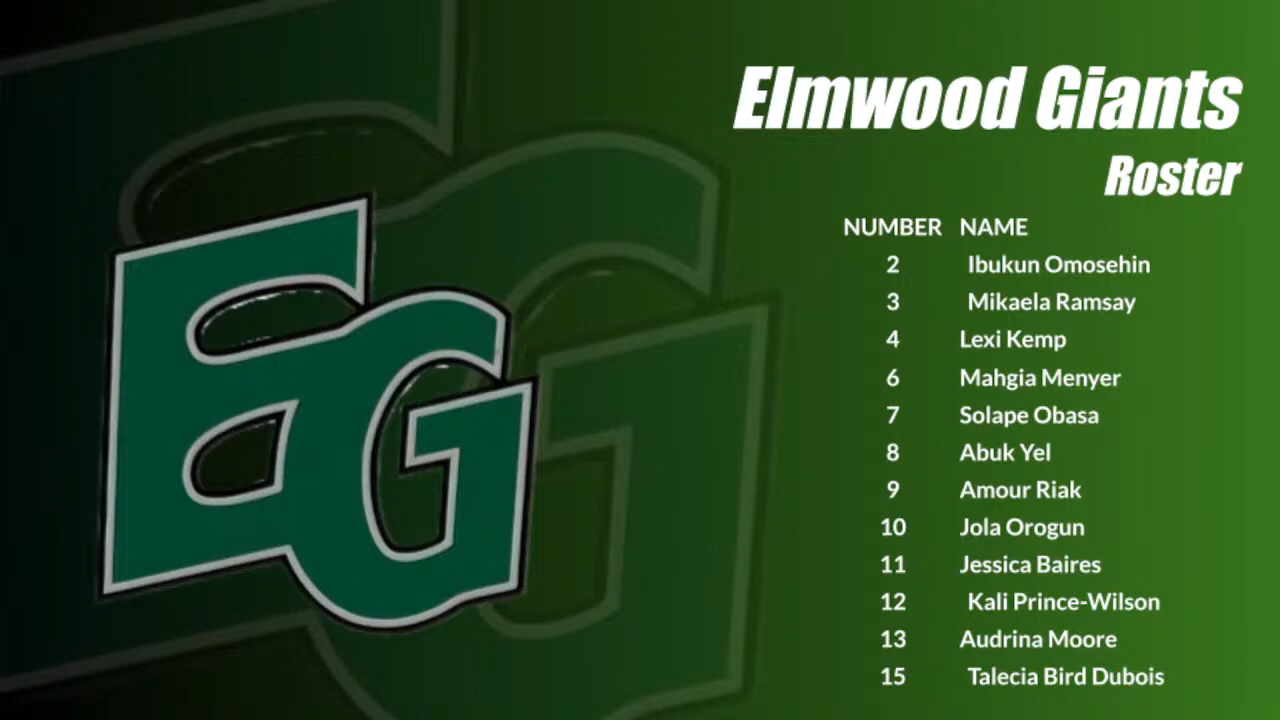 Elmwood Giants
Roster
NUMBER NAME
2 Ibukun Omosehin
3 Mikaela Ramsay
4 Lexi Kemp
6 Mahgia Menyer
7 Solape Obasa
8 Abuk Yel
9 Amour Riak
10 Jola Orogun
11 Jessica Baires
12 Kali Prince-Wilson
13 Audrina Moore
15 Talecia Bird Dubois
EG